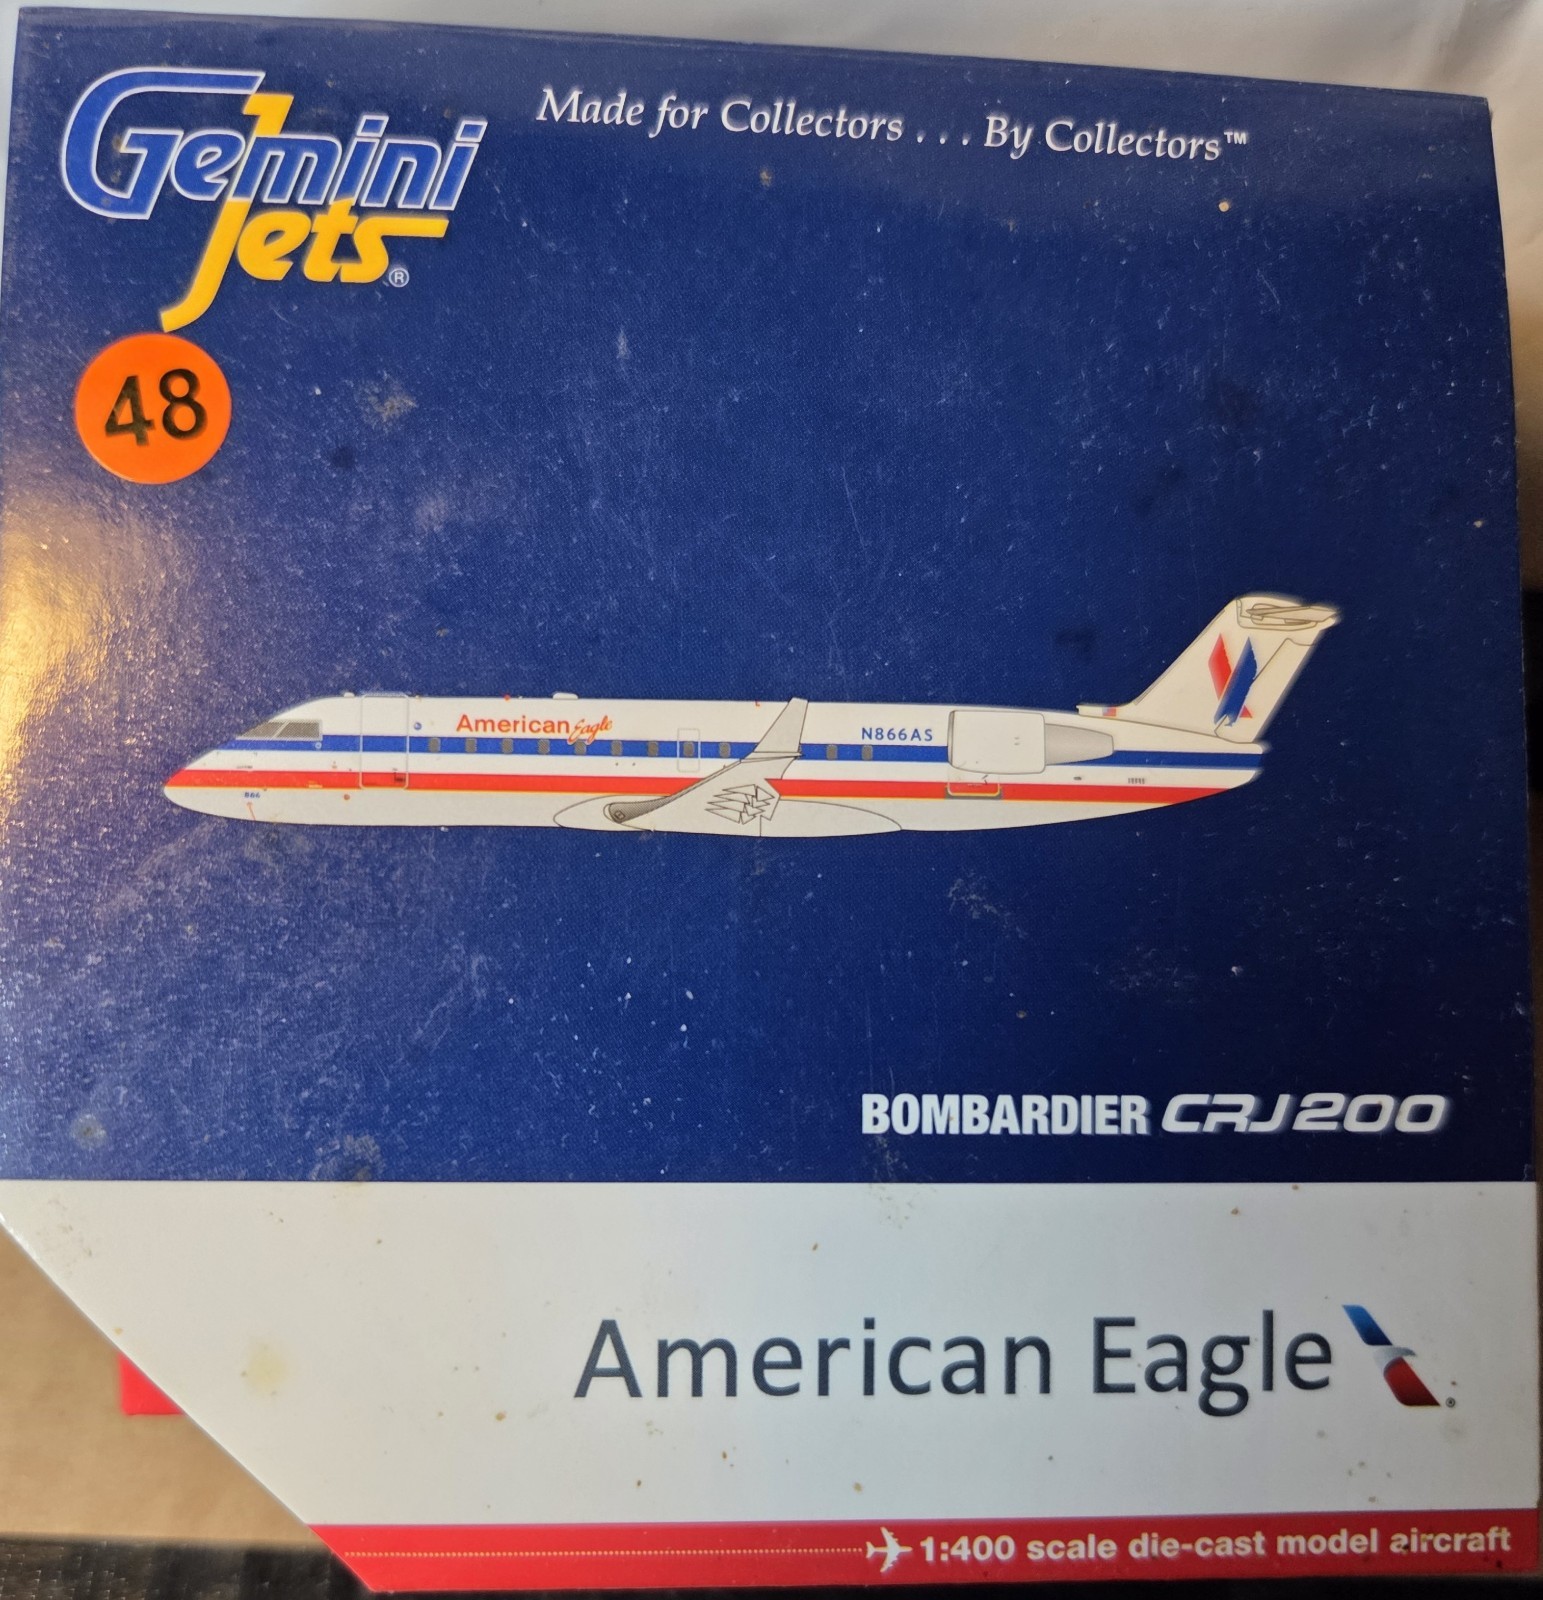 Gemini
Jets®
Made for Collectors . . . By Collectors™
48
American Eagle
N866AS
866
BOMBARDIER CRJ200
American Eagle®
1:400 scale die-cast model aircraft